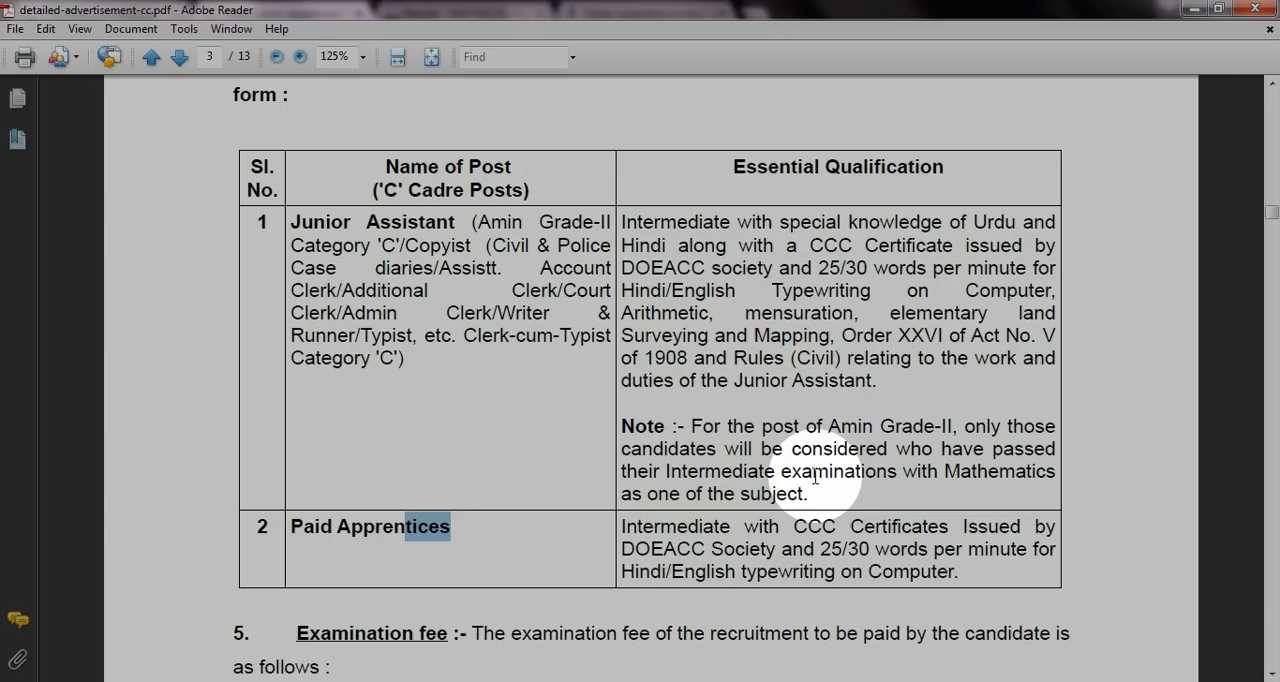 detailed-advertisement-cc.pdf - Adobe Reader
File Edit View Document Tools Window Help
3 / 13 125% Find
form :
Sl. No. Name of Post ('C' Cadre Posts) Essential Qualification
1
Junior Assistant (Amin Grade-II
Category 'C'/Copyist (Civil & Police
Case diaries/Assistt. Account
Clerk/Additional Clerk/Court
Clerk/Admin Clerk/Writer &
Runner/Typist, etc. Clerk-cum-Typist
Category 'C')
Intermediate with special knowledge of Urdu and
Hindi along with a CCC Certificate issued by
DOEACC society and 25/30 words per minute for
Hindi/English Typewriting on Computer,
Arithmetic, mensuration, elementary land
Surveying and Mapping, Order XXVI of Act No. V
of 1908 and Rules (Civil) relating to the work and
duties of the Junior Assistant.
Note :- For the post of Amin Grade-II, only those
candidates will be considered who have passed
their Intermediate examinations with Mathematics
as one of the subject.
2
Paid Apprentices
Intermediate with CCC Certificates Issued by
DOEACC Society and 25/30 words per minute for
Hindi/English typewriting on Computer.
5. Examination fee :- The examination fee of the recruitment to be paid by the candidate is
as follows :